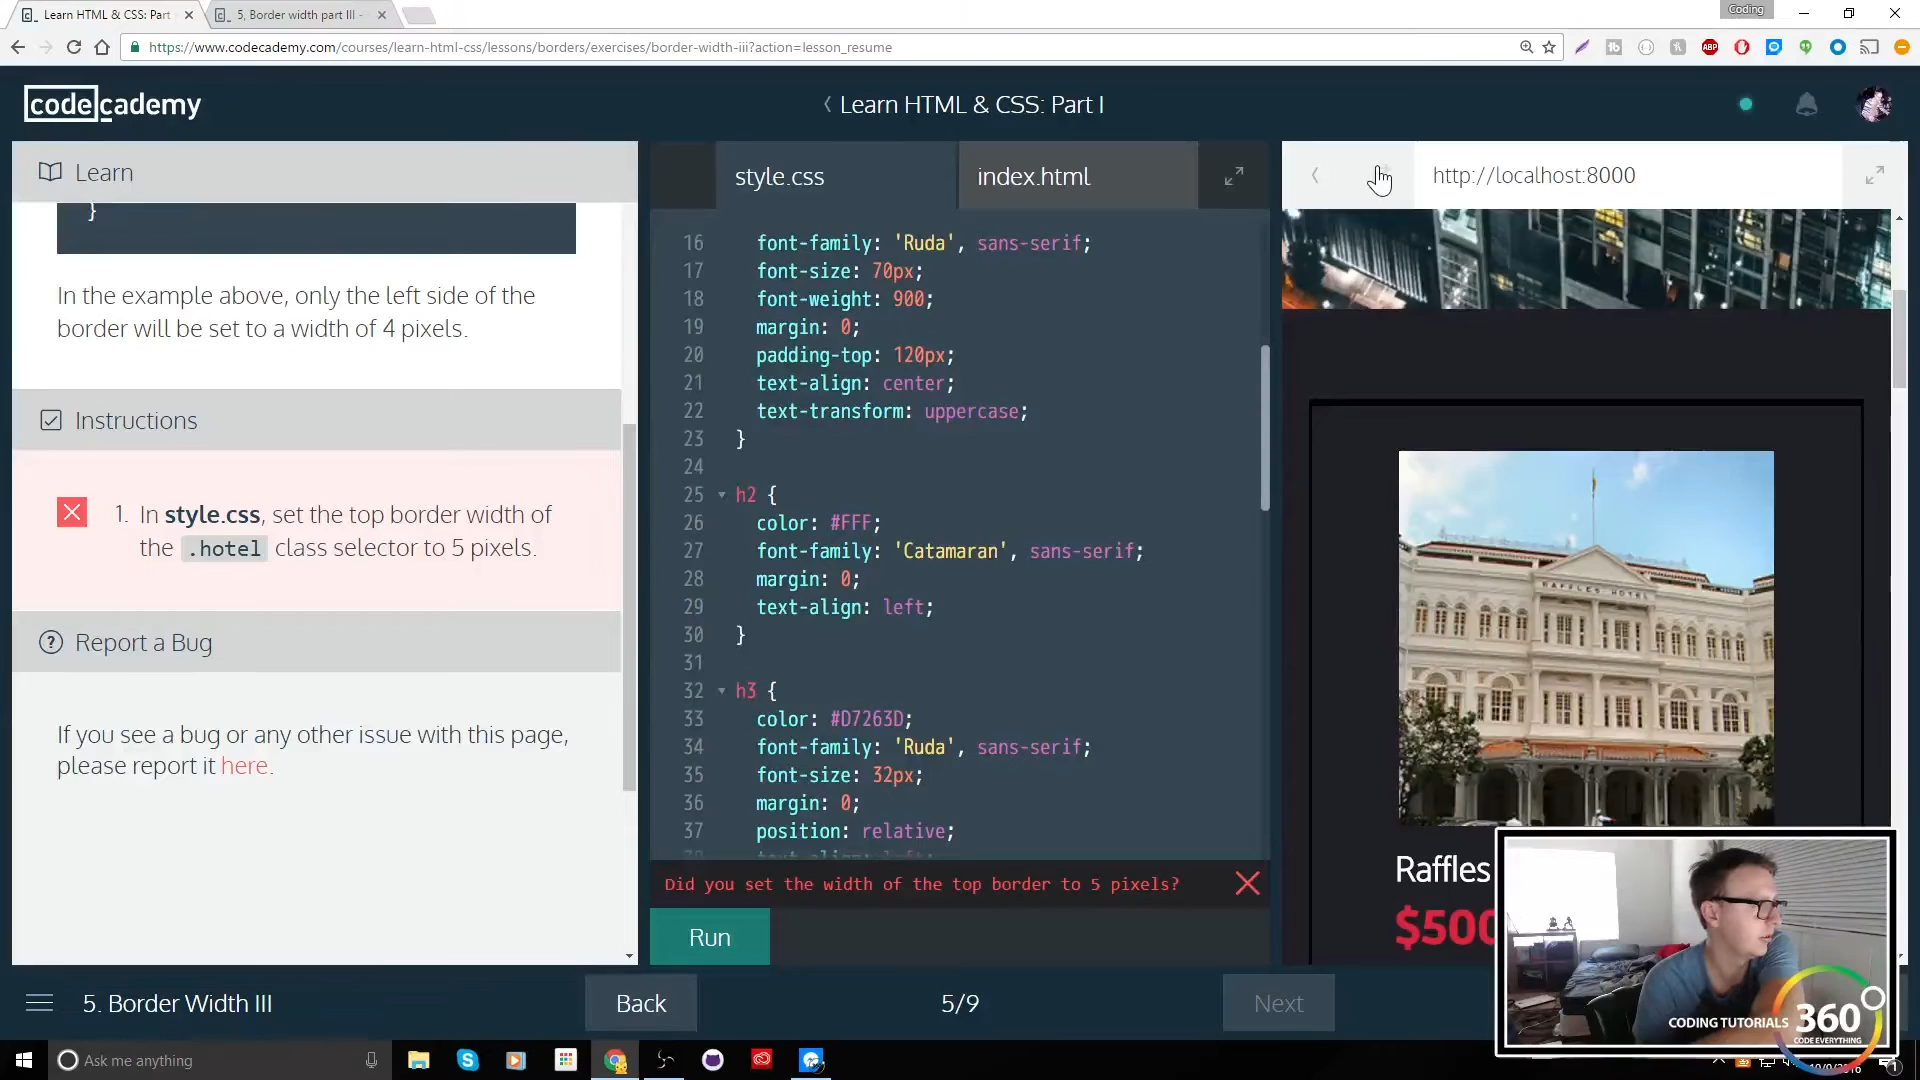 Learn HTML & CSS: Part
5, Border width part III -
Coding
https://www.codecademy.com/courses/learn-html-css/lessons/borders/exercises/border-width-iii?action=lesson_resume
ABP
codecademy
Learn HTML & CSS: Part I
Learn
style.css
index.html
http://localhost:8000
}
In the example above, only the left side of the
border will be set to a width of 4 pixels.
Instructions
1. In style.css, set the top border width of
the .hotel class selector to 5 pixels.
Report a Bug
If you see a bug or any other issue with this page,
please report it here.
16 font-family: 'Ruda', sans-serif;
17 font-size: 70px;
18 font-weight: 900;
19 margin: 0;
20 padding-top: 120px;
21 text-align: center;
22 text-transform: uppercase;
23 }
24
25 h2 {
26 color: #FFF;
27 font-family: 'Catamaran', sans-serif;
28 margin: 0;
29 text-align: left;
30 }
31
32 h3 {
33 color: #D7263D;
34 font-family: 'Ruda', sans-serif;
35 font-size: 32px;
36 margin: 0;
37 position: relative;
Did you set the width of the top border to 5 pixels?
Run
RAFFLES HOTEL
Raffles
$500
5. Border Width III
Back
5/9
Next
CODING TUTORIALS 360
CODE EVERYTHING
Ask me anything